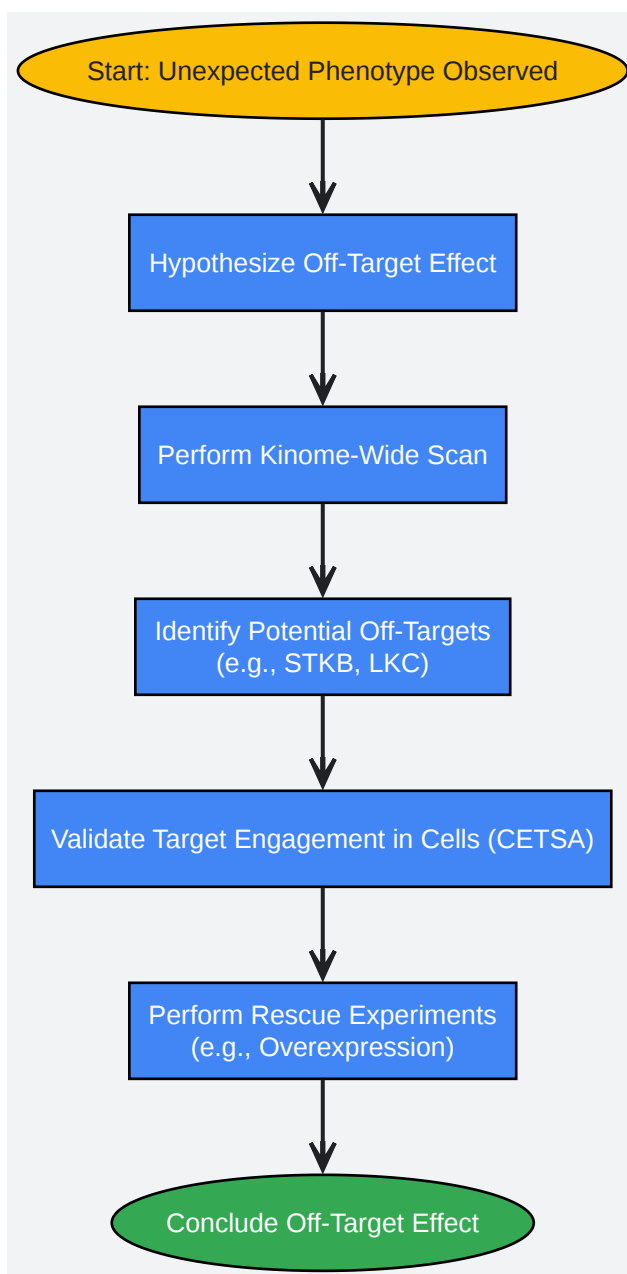 Start: Unexpected Phenotype Observed
Hypothesize Off-Target Effect
Perform Kinome-Wide Scan
Identify Potential Off-Targets
(e.g., STKB, LKC)
Validate Target Engagement in Cells (CETSA)
Perform Rescue Experiments
(e.g., Overexpression)
Conclude Off-Target Effect